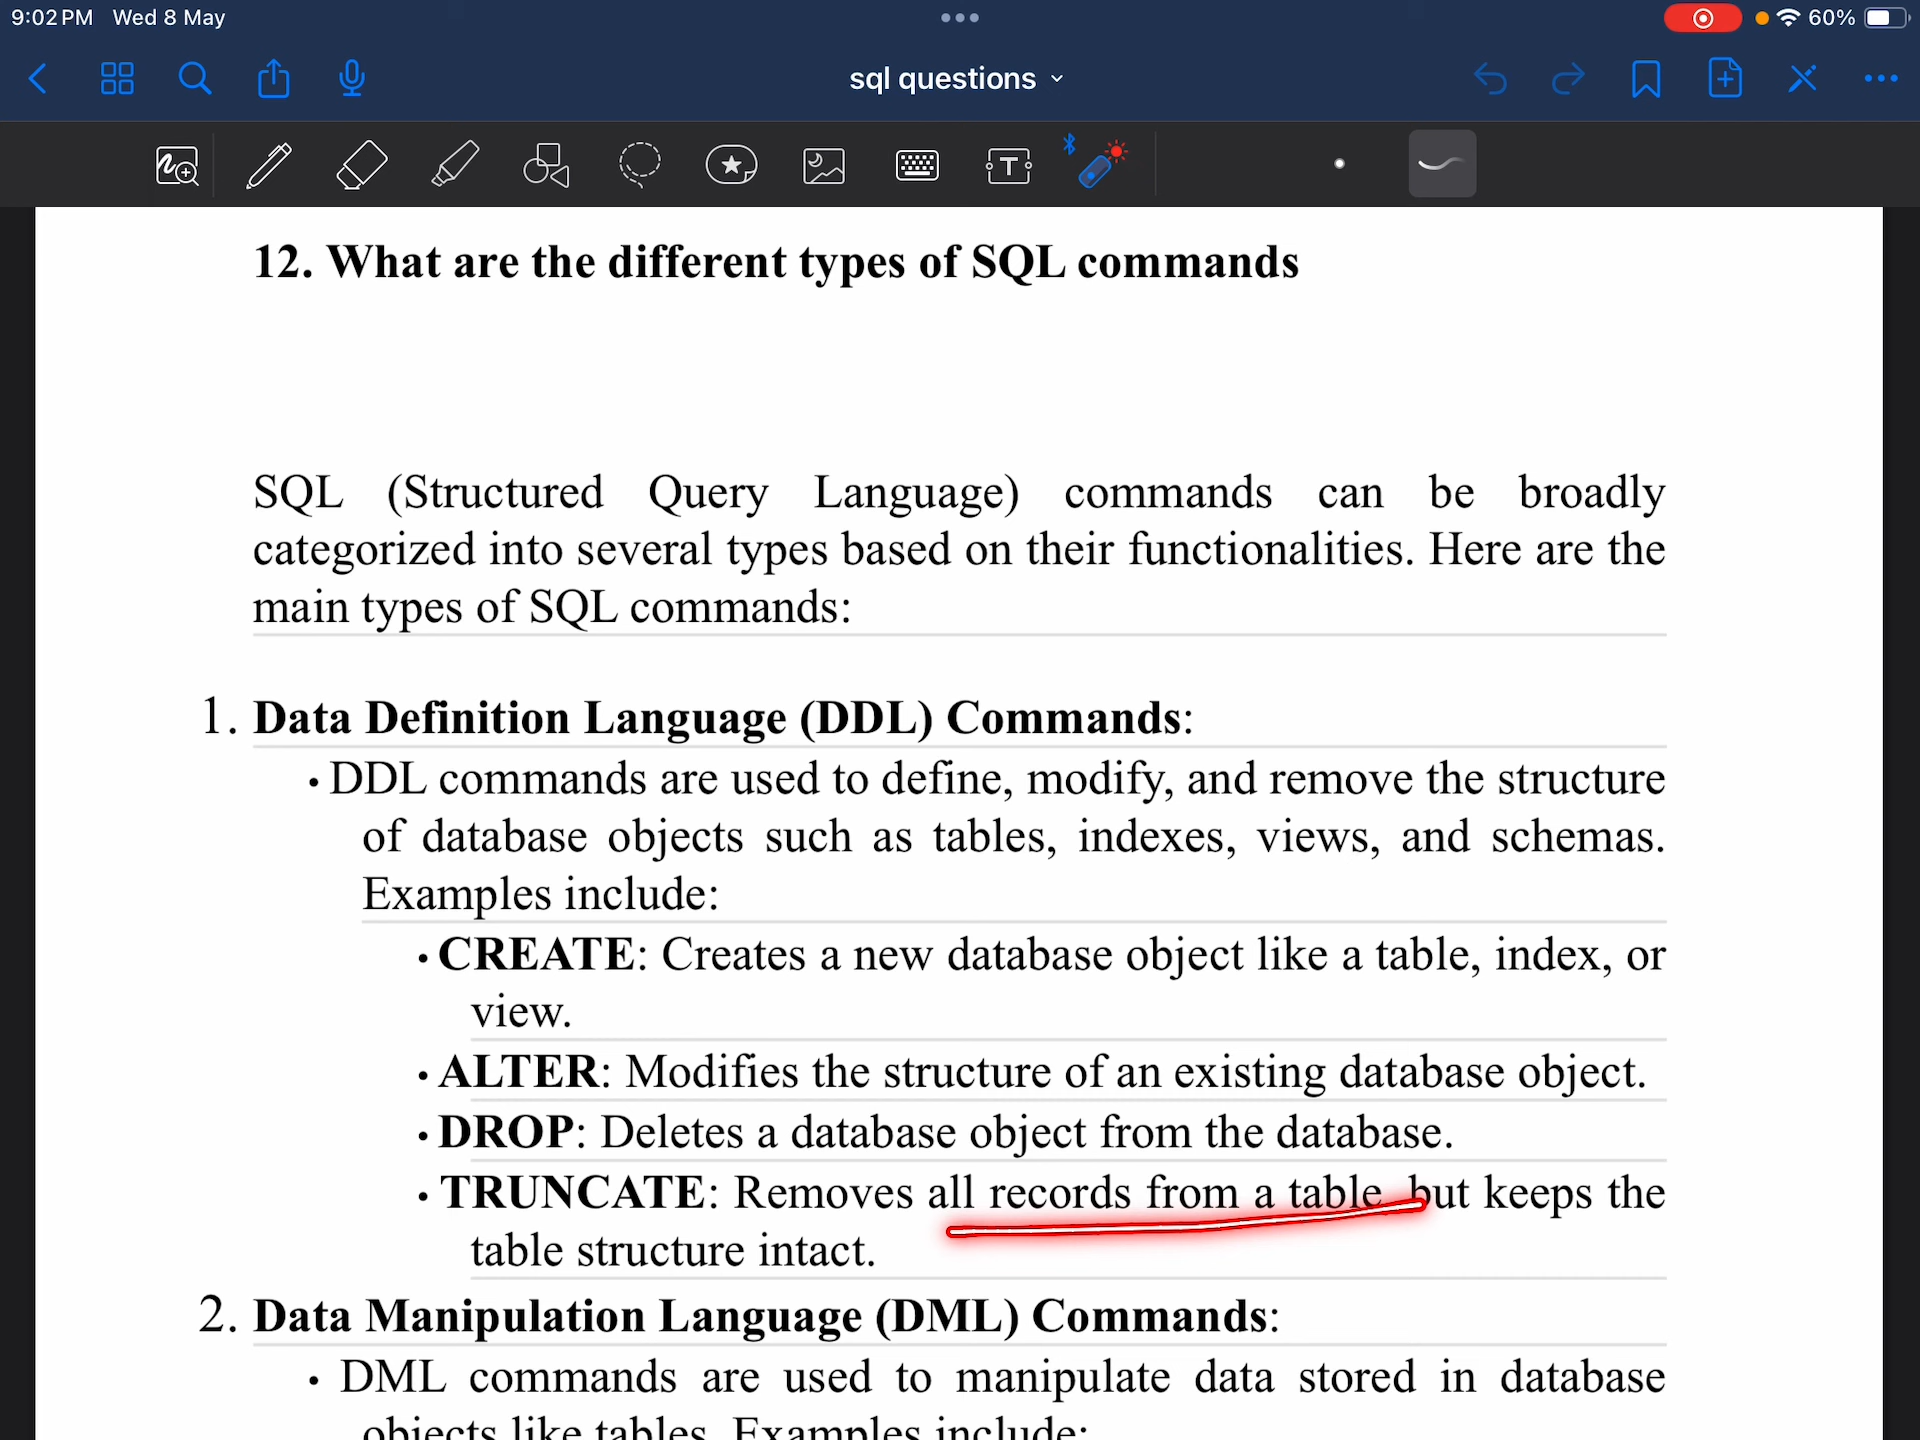 9:02 PM Wed 8 May
60%
sql questions
T
12. What are the different types of SQL commands
SQL (Structured Query Language) commands can be broadly
categorized into several types based on their functionalities. Here are the
main types of SQL commands:
1. Data Definition Language (DDL) Commands:
• DDL commands are used to define, modify, and remove the structure
of database objects such as tables, indexes, views, and schemas.
Examples include:
• CREATE: Creates a new database object like a table, index, or
view.
• ALTER: Modifies the structure of an existing database object.
• DROP: Deletes a database object from the database.
• TRUNCATE: Removes all records from a table, but keeps the
table structure intact.
2. Data Manipulation Language (DML) Commands:
• DML commands are used to manipulate data stored in database
objects like tables. Examples include: